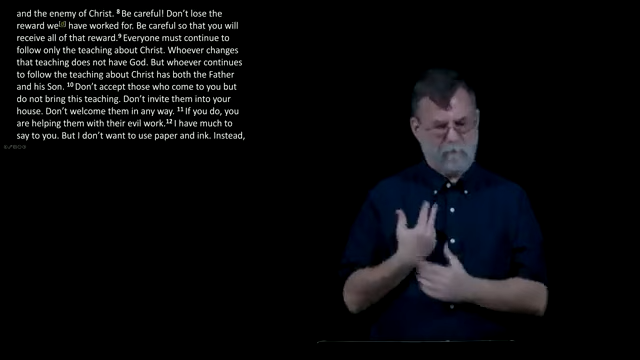 and the enemy of Christ. 8 Be careful! Don't lose the
reward we[d] have worked for. Be careful so that you will
receive all of that reward.9 Everyone must continue to
follow only the teaching about Christ. Whoever changes
that teaching does not have God. But whoever continues
to follow the teaching about Christ has both the Father
and his Son. 10 Don't accept those who come to you but
do not bring this teaching. Don't invite them into your
house. Don't welcome them in any way. 11 If you do, you
are helping them with their evil work.12 I have much to
say to you. But I don't want to use paper and ink. Instead,